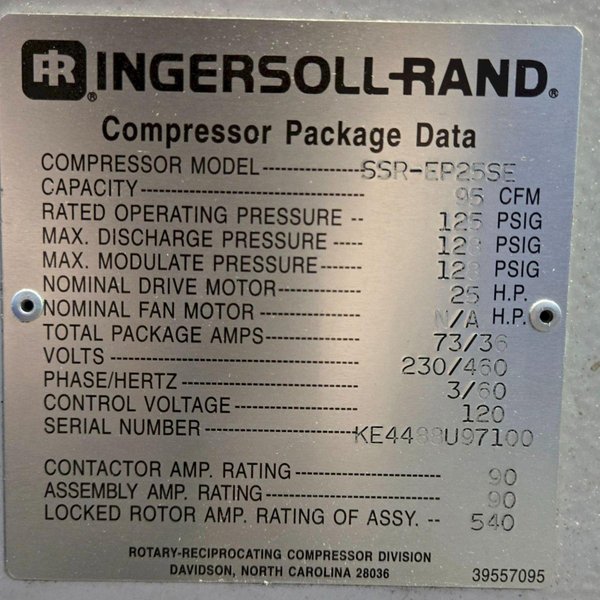 IR INGERSOLL-RAND®
Compressor Package Data
COMPRESSOR MODEL SSR-EP25SE
CAPACITY 95 CFM
RATED OPERATING PRESSURE 125 PSIG
MAX. DISCHARGE PRESSURE PSIG
MAX. MODULATE PRESSURE PSIG
NOMINAL DRIVE MOTOR 25 H.P.
NOMINAL FAN MOTOR N/A H.P.
TOTAL PACKAGE AMPS 73/36
VOLTS 230/460
PHASE/HERTZ 3/60
CONTROL VOLTAGE 120
SERIAL NUMBER
CONTACTOR AMP. RATING 90
ASSEMBLY AMP. RATING 90
LOCKED ROTOR AMP. RATING OF ASSY. -- 540
ROTARY-RECIPROCATING COMPRESSOR DIVISION
DAVIDSON, NORTH CAROLINA 28036 39557095